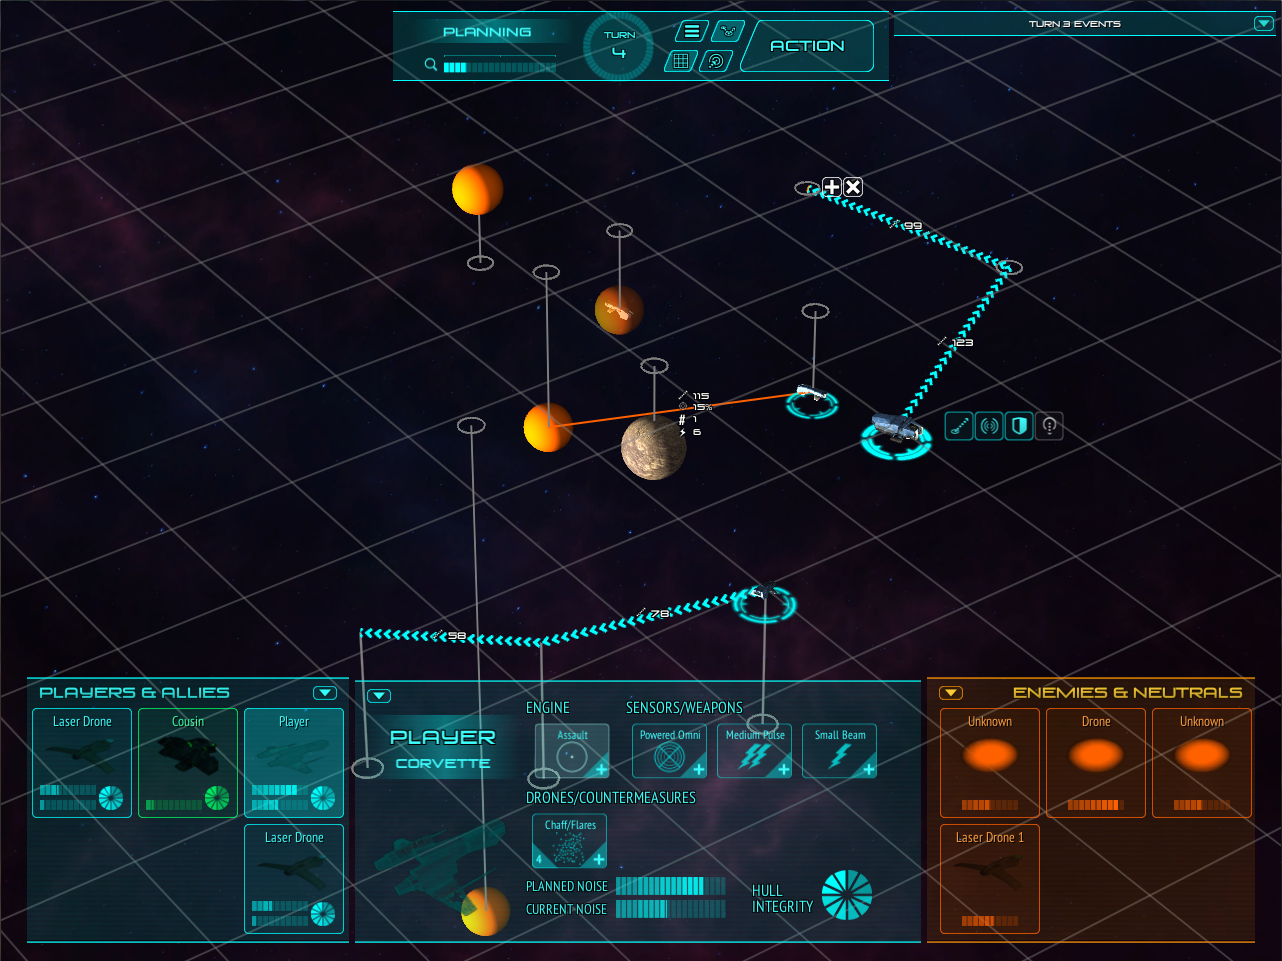 PLANNING
TURN
4
ACTION
TURN 3 EVENTS
99
123
115
15%
# 1
6
78
58
PLAYERS & ALLIES
Laser Drone
Cousin
Player
Laser Drone
PLAYER
CORVETTE
ENGINE
SENSORS/WEAPONS
Assault
Powered Omni
Medium Pulse
Small Beam
DRONES/COUNTERMEASURES
Chaff/Flares
4
PLANNED NOISE
CURRENT NOISE
HULL
INTEGRITY
ENEMIES & NEUTRALS
Unknown
Drone
Unknown
Laser Drone 1